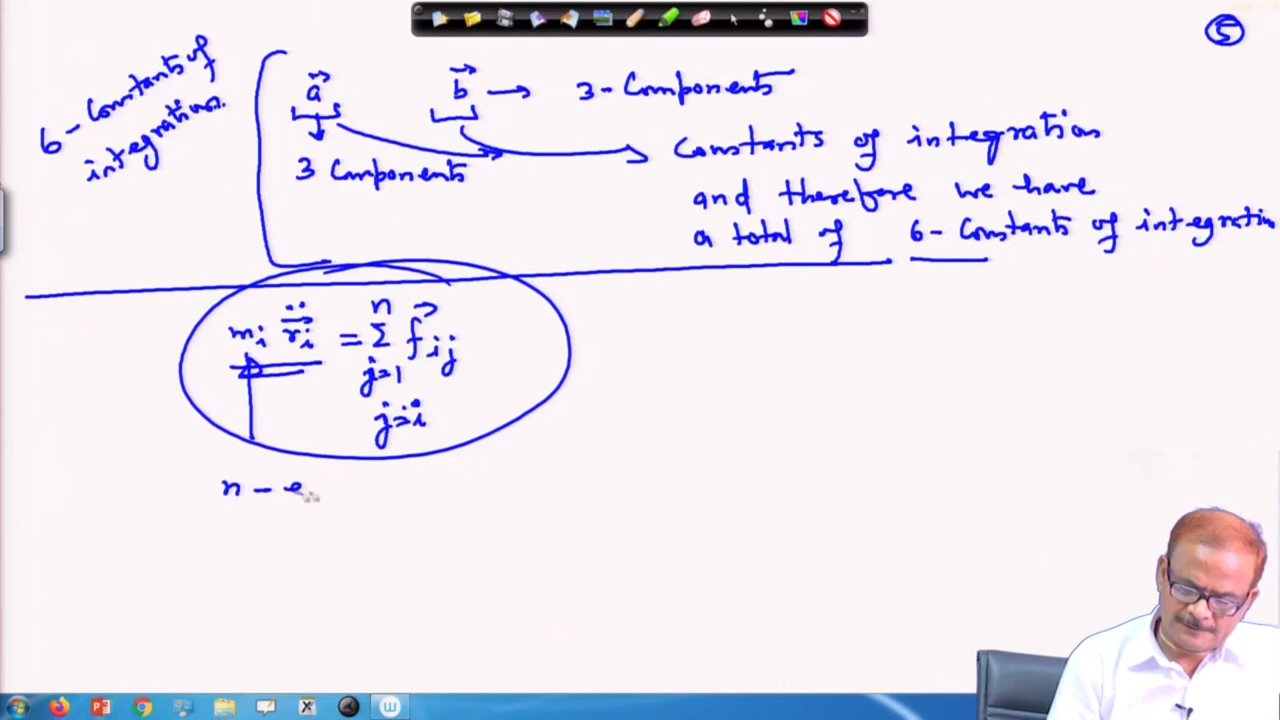 5
6 - Constants of
integrations.
a⃗ b⃗ → 3 - Components
3 Components
Constants of integration
and therefore we have
a total of 6 - Constants of integration
mᵢ r̈⃗ᵢ = Σ f⃗ᵢⱼ
n
j=1
j=i
n - e